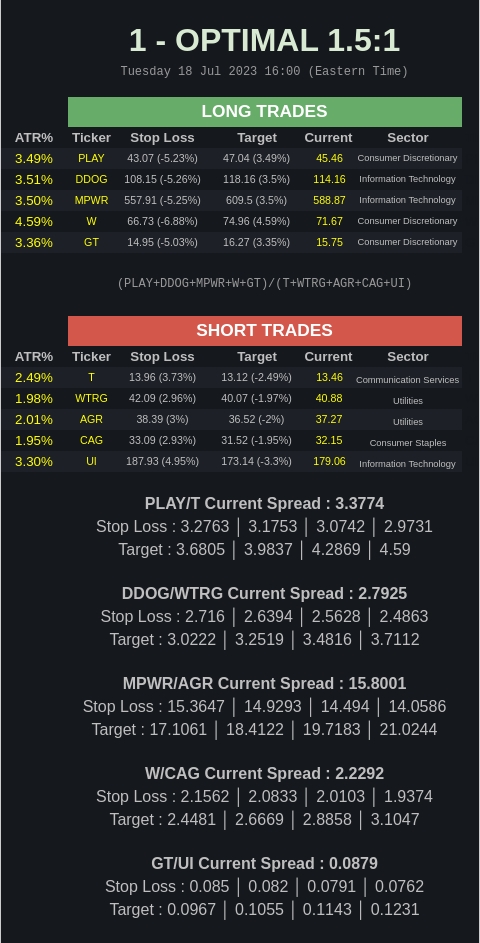 1 - OPTIMAL 1.5:1
Tuesday 18 Jul 2023 16:00 (Eastern Time)
LONG TRADES
ATR% Ticker Stop Loss Target Current Sector
3.49% PLAY 43.07 (-5.23%) 47.04 (3.49%) 45.46 Consumer Discretionary
3.51% DDOG 108.15 (-5.26%) 118.16 (3.5%) 114.16 Information Technology
3.50% MPWR 557.91 (-5.25%) 609.5 (3.5%) 588.87 Information Technology
4.59% W 66.73 (-6.88%) 74.96 (4.59%) 71.67 Consumer Discretionary
3.36% GT 14.95 (-5.03%) 16.27 (3.35%) 15.75 Consumer Discretionary
(PLAY+DDOG+MPWR+W+GT)/(T+WTRG+AGR+CAG+UI)
SHORT TRADES
ATR% Ticker Stop Loss Target Current Sector
2.49% T 13.96 (3.73%) 13.12 (-2.49%) 13.46 Communication Services
1.98% WTRG 42.09 (2.96%) 40.07 (-1.97%) 40.88 Utilities
2.01% AGR 38.39 (3%) 36.52 (-2%) 37.27 Utilities
1.95% CAG 33.09 (2.93%) 31.52 (-1.95%) 32.15 Consumer Staples
3.30% UI 187.93 (4.95%) 173.14 (-3.3%) 179.06 Information Technology
PLAY/T Current Spread : 3.3774
Stop Loss : 3.2763 │ 3.1753 │ 3.0742 │ 2.9731
Target : 3.6805 │ 3.9837 │ 4.2869 │ 4.59
DDOG/WTRG Current Spread : 2.7925
Stop Loss : 2.716 │ 2.6394 │ 2.5628 │ 2.4863
Target : 3.0222 │ 3.2519 │ 3.4816 │ 3.7112
MPWR/AGR Current Spread : 15.8001
Stop Loss : 15.3647 │ 14.9293 │ 14.494 │ 14.0586
Target : 17.1061 │ 18.4122 │ 19.7183 │ 21.0244
W/CAG Current Spread : 2.2292
Stop Loss : 2.1562 │ 2.0833 │ 2.0103 │ 1.9374
Target : 2.4481 │ 2.6669 │ 2.8858 │ 3.1047
GT/UI Current Spread : 0.0879
Stop Loss : 0.085 │ 0.082 │ 0.0791 │ 0.0762
Target : 0.0967 │ 0.1055 │ 0.1143 │ 0.1231